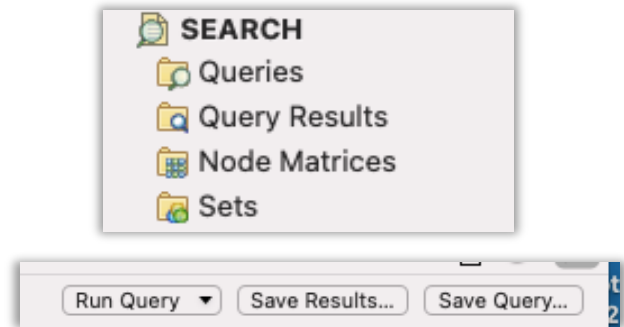 SEARCH
Queries
Query Results
Node Matrices
Sets
Run Query Save Results... Save Query...